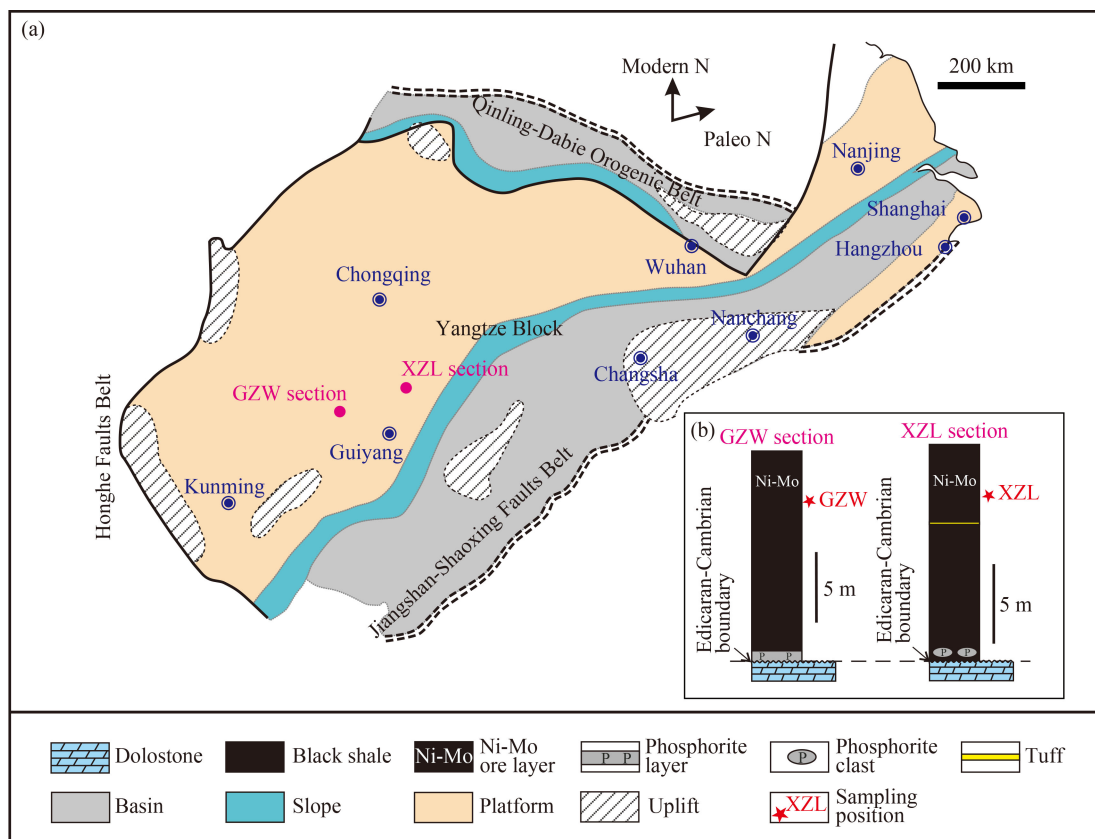 (a)
Modern N
Paleo N
200 km
Qinling-Dabie Orogenic Belt
Nanjing
Shanghai
Hangzhou
Wuhan
Chongqing
Yangtze Block
Nanchang
Changsha
XZL section
GZW section
Guiyang
Kunming
Honghe Faults Belt
Jiangshan-Shaoxing Faults Belt
(b)
GZW section
XZL section
Ni-Mo
GZW
5 m
Edicaran-Cambrian
boundary
P P
Ni-Mo
XZL
5 m
Edicaran-Cambrian
boundary
P P
Dolostone
Black shale
Ni-Mo
Ni-Mo
ore layer
P P
Phosphorite
layer
P
Phosphorite
clast
Tuff
Basin
Slope
Platform
Uplift
XZL
Sampling
position